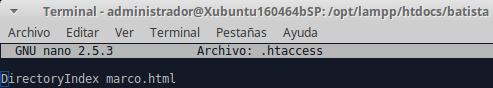 Terminal - administrador@Xubuntu160464bSP: /opt/lampp/htdocs/batista
Archivo Editar Ver Terminal Pestañas Ayuda
GNU nano 2.5.3 Archivo: .htaccess
DirectoryIndex marco.html